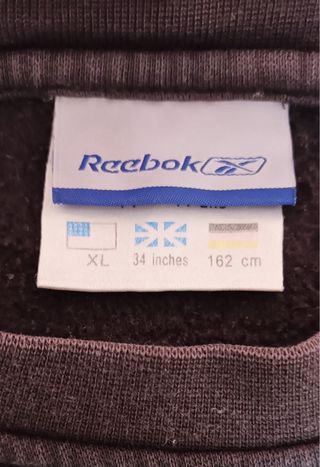 Reebok
XL 34 inches 162 cm